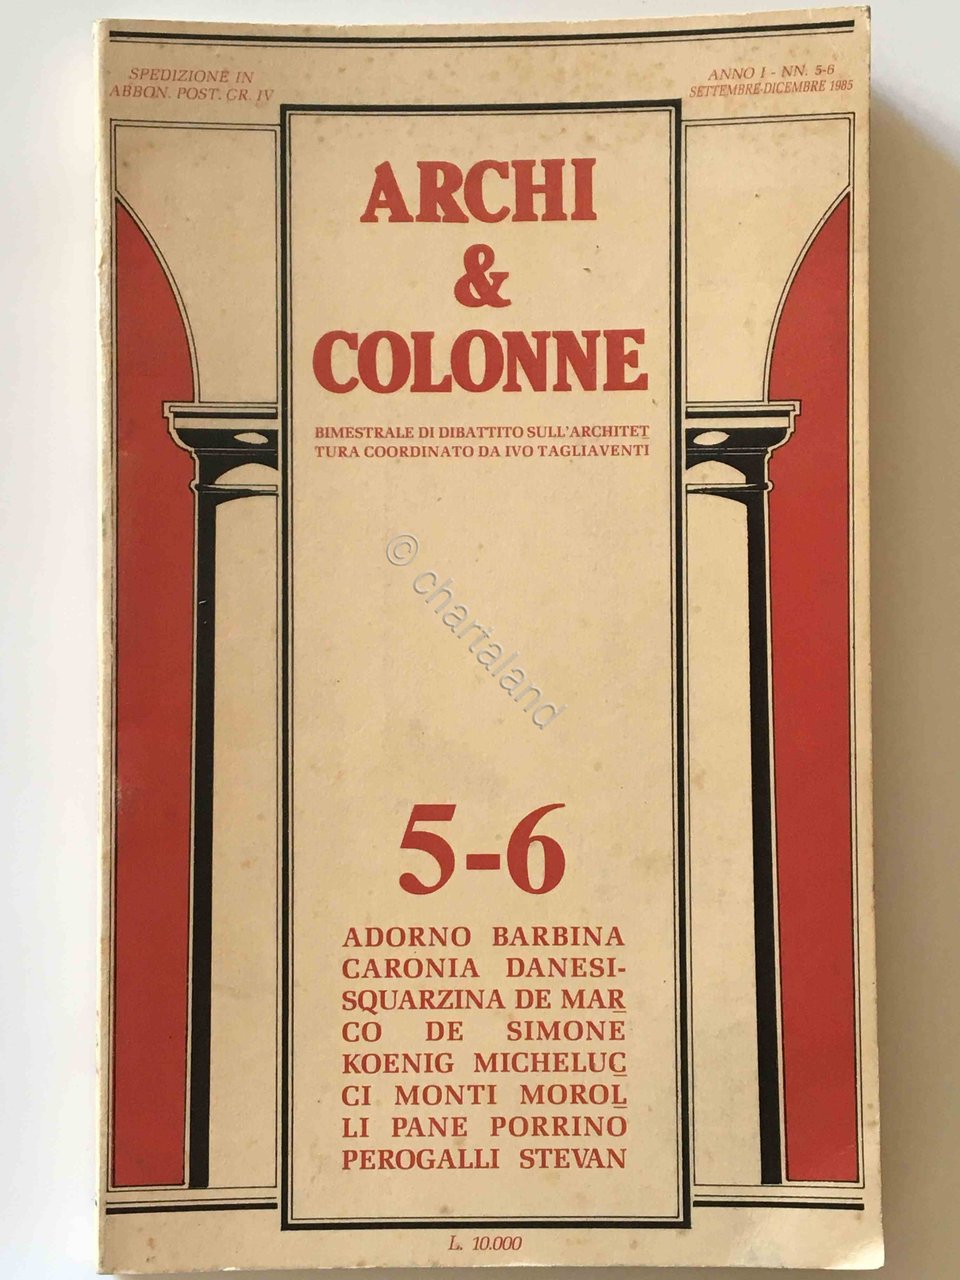 SPEDIZIONE IN
ABBON. POST. GR. IV
ANNO I - NN. 5-6
SETTEMBRE-DICEMBRE 1985
ARCHI
&
COLONNE
BIMESTRALE DI DIBATTITO SULL'ARCHITET
TURA COORDINATO DA IVO TAGLIAVENTI
© chartaland
5-6
ADORNO BARBINA
CARONIA DANESI-
SQUARZINA DE MAR
CO DE SIMONE
KOENIG MICHELUC
CI MONTI MOROL
LI PANE PORRINO
PEROGALLI STEVAN
L. 10.000